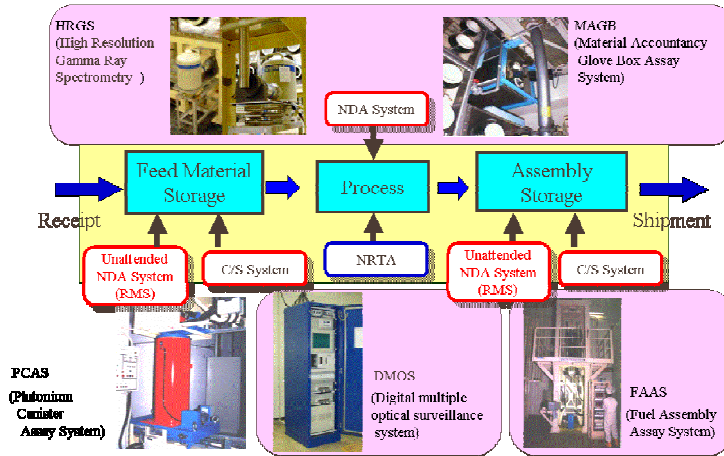 HRGS
(High Resolution
Gamma Ray
Spectrometry )
MAGB
(Material Accountancy
Glove Box Assay
System)
NDA System
Feed Material
Storage
Process
Assembly
Storage
Receipt
Shipment
Unattended
NDA System
(RMS)
C/S System
NRTA
Unattended
NDA System
(RMS)
C/S System
PCAS
(Plutonium
Canister
Assay System)
DMOS
(Digital multiple
optical surveillance
system}
FAAS
(Fuel Assembly
Assay System)